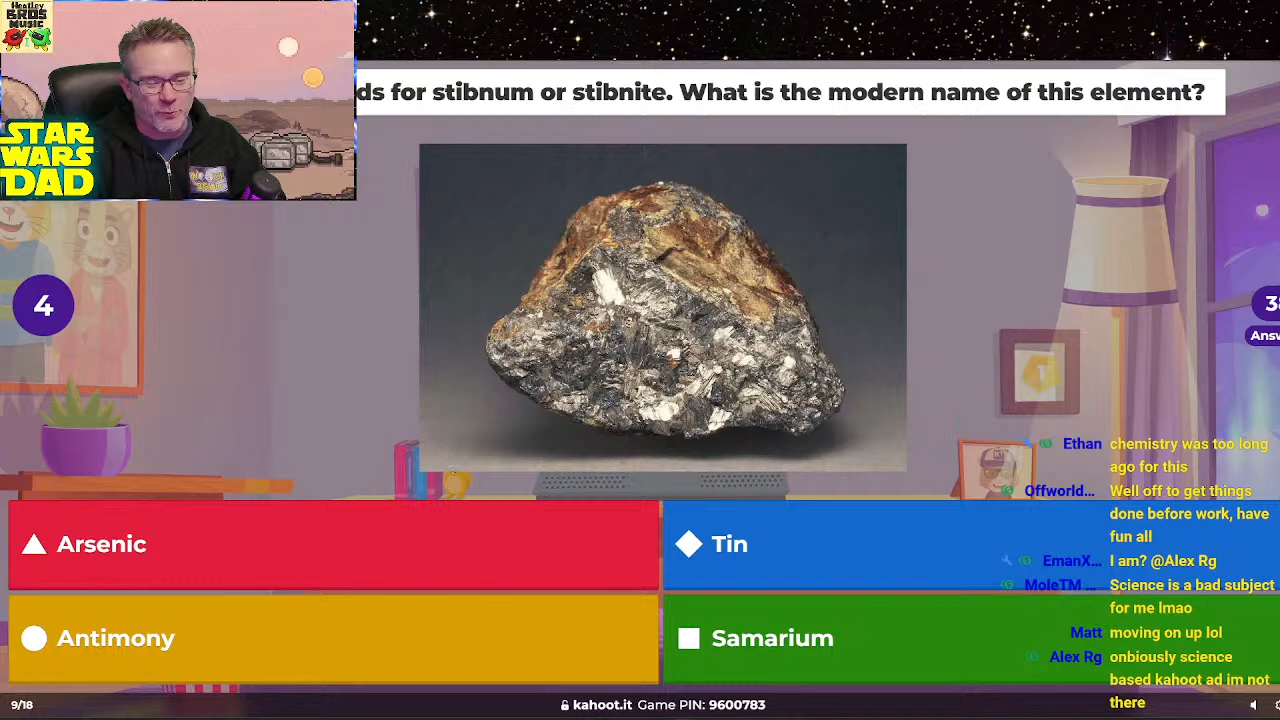 Heatley
BROS
MUSIC
STAR
WARS
DAD
ds for stibnum or stibnite. What is the modern name of this element?
4
Arsenic
Tin
Antimony
Samarium
Ethan chemistry was too long
ago for this
Offworld... Well off to get things
done before work, have
fun all
EmanX... I am? @Alex Rg
MoleTM ... Science is a bad subject
for me lmao
Matt moving on up lol
Alex Rg onbiously science
based kahoot ad im not
there
9/18
kahoot.it Game PIN: 9600783